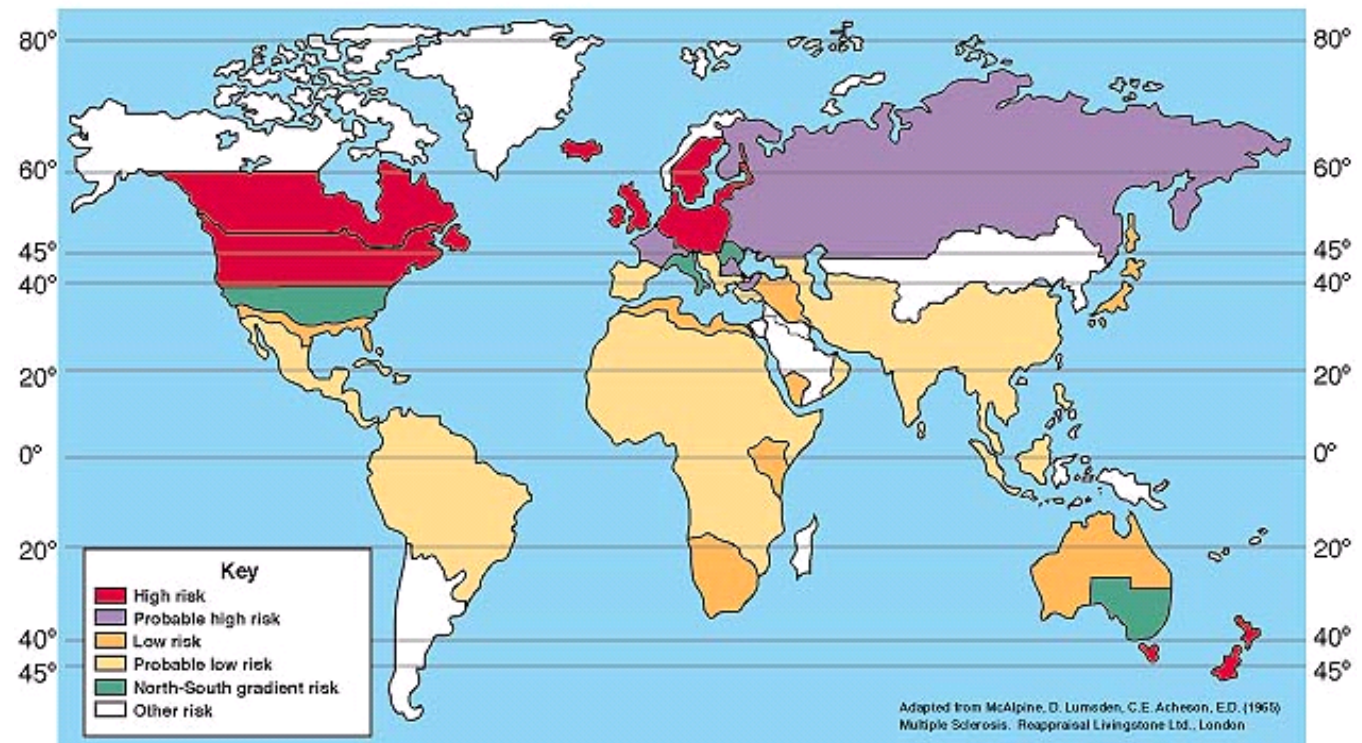 80°
60°
45°
40°
20°
0°
20°
40°
45°
80°
60°
45°
40°
20°
0°
20°
40°
45°
Key
High risk
Probable high risk
Low risk
Probable low risk
North-South gradient risk
Other risk
Adapted from McAlpine, D. Lumsden, C.E. Acheson, E.D. (1965)
Multiple Sclerosis. Reappraisal Livingstone Ltd., London